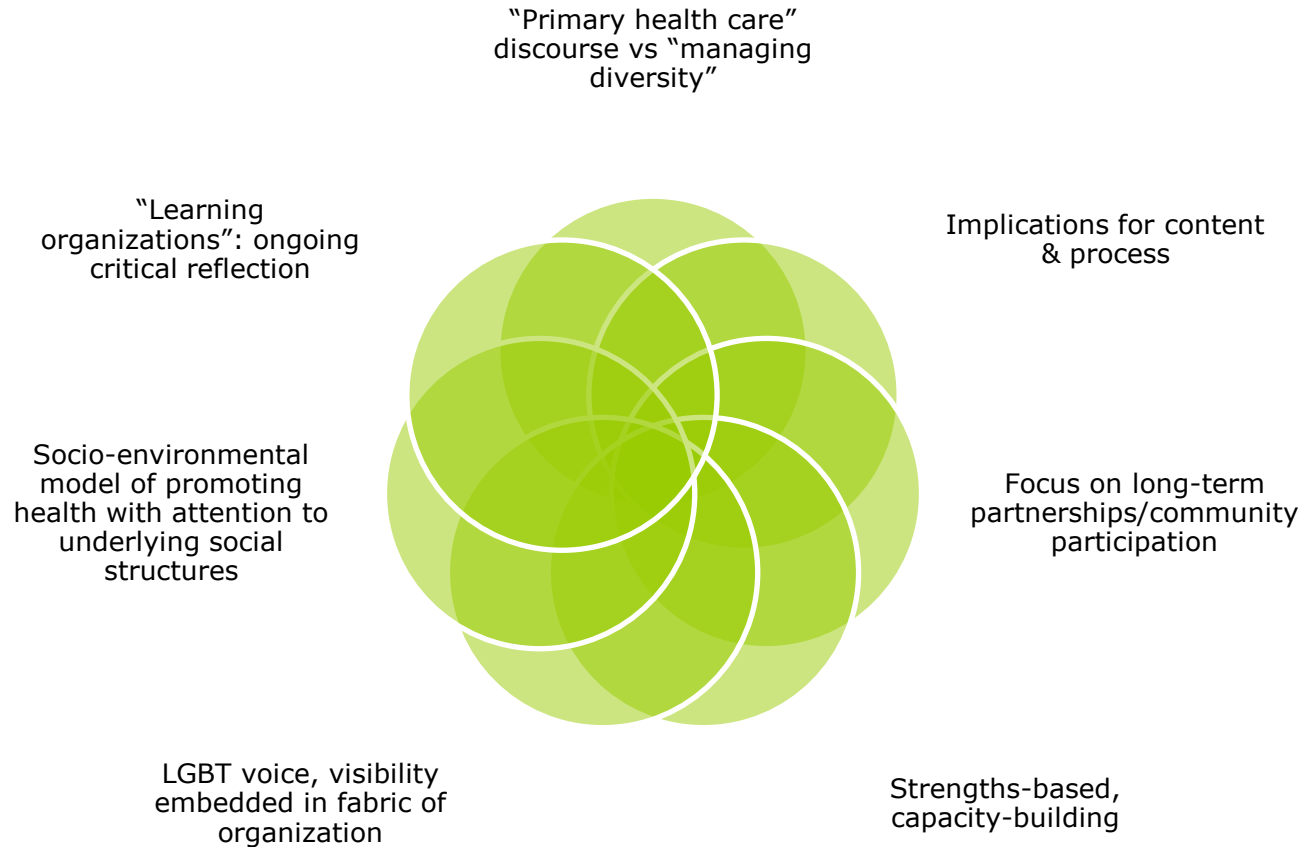 “Primary health care”
discourse vs “managing
diversity”
“Learning
organizations”: ongoing
critical reflection
Implications for content
& process
Socio-environmental
model of promoting
health with attention to
underlying social
structures
Focus on long-term
partnerships/community
participation
LGBT voice, visibility
embedded in fabric of
organization
Strengths-based,
capacity-building